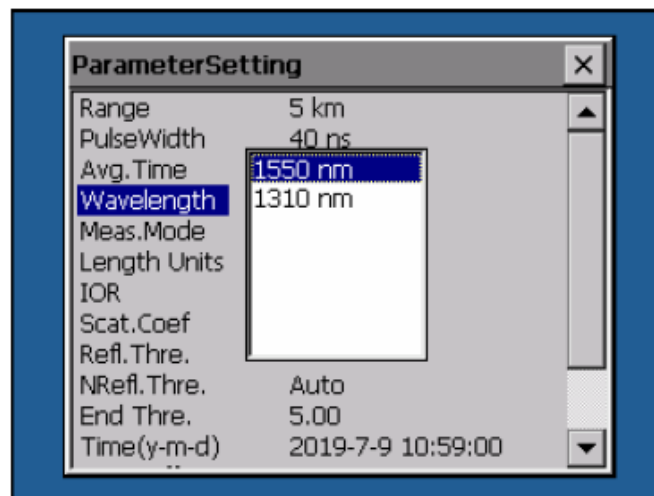 ParameterSetting
Range 5 km
PulseWidth 40 ns
Avg.Time
1550 nm
Wavelength
1310 nm
Meas.Mode
Length Units
IOR
Scat.Coef
Refl.Thre.
NRefl.Thre. Auto
End Thre. 5.00
Time(y-m-d) 2019-7-9 10:59:00